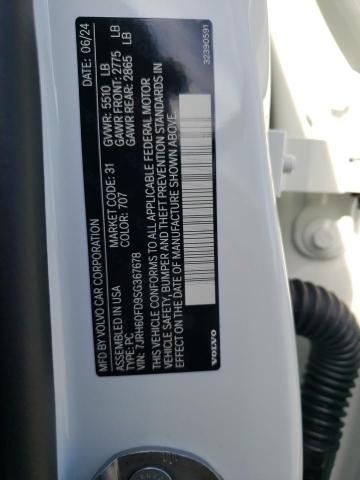 MFD BY VOLVO CAR CORPORATION DATE: 06/24
ASSEMBLED IN USA MARKET CODE: 31 GVWR: 5510 LB
TYPE:PC COLOR: 707 GAWR FRONT: 2775 LB
VIN: 7JRH60FD9SG367678 GAWR REAR: 2865 LB
THIS VEHICLE CONFORMS TO ALL APPLICABLE FEDERAL MOTOR
VEHICLE SAFETY, BUMPER AND THEFT PREVENTION STANDARDS IN
EFFECT ON THE DATE OF MANUFACTURE SHOWN ABOVE.
VOLVO 32390591